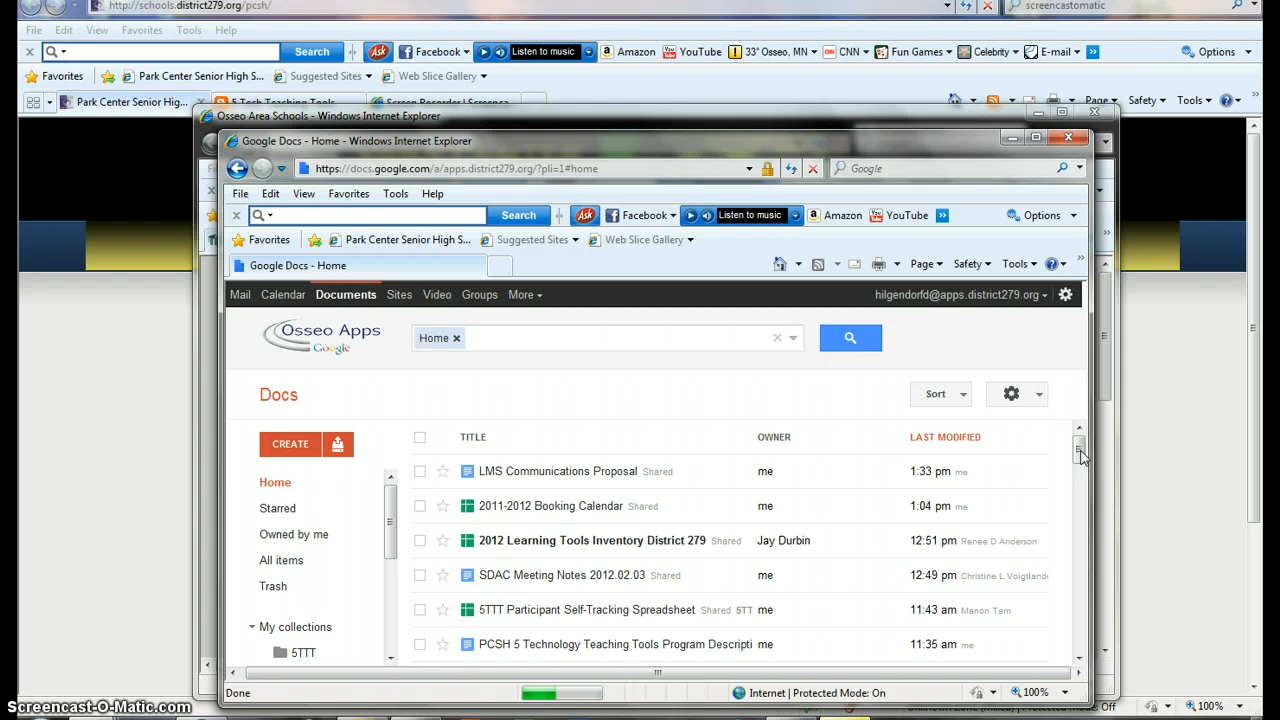 http://schools.district279.org/pcsh/ screencastomatic
File Edit View Favorites Tools Help
Search Ask Facebook Listen to music Amazon YouTube 33° Osseo, MN CNN Fun Games Celebrity E-mail Options
Favorites Park Center Senior High S... Suggested Sites Web Slice Gallery
Park Center Senior Hig... 5 Tech Teaching Tools Screen Recorder | Screenca... Page Safety Tools
Osseo Area Schools - Windows Internet Explorer
Google Docs - Home - Windows Internet Explorer
https://docs.google.com/a/apps.district279.org/?pli=1#home Google
File Edit View Favorites Tools Help
Search Ask Facebook Listen to music Amazon YouTube Options
Favorites Park Center Senior High S... Suggested Sites Web Slice Gallery
Google Docs - Home Page Safety Tools
Mail Calendar Documents Sites Video Groups More hilgendorfd@apps.district279.org
Osseo Apps
Google
Home
Docs Sort
CREATE TITLE OWNER LAST MODIFIED
Home LMS Communications Proposal Shared me 1:33 pm me
Starred 2011-2012 Booking Calendar Shared me 1:04 pm me
Owned by me 2012 Learning Tools Inventory District 279 Shared Jay Durbin 12:51 pm Renee D Anderson
All items SDAC Meeting Notes 2012.02.03 Shared me 12:49 pm Christine L Voigtlande
Trash 5TTT Participant Self-Tracking Spreadsheet Shared 5TT me 11:43 am Manon Tam
My collections PCSH 5 Technology Teaching Tools Program Descripti me 11:35 am me
5TTT
Done Internet | Protected Mode: On 100%
Screencast-O-Matic.com Protected Mode: Off 100%